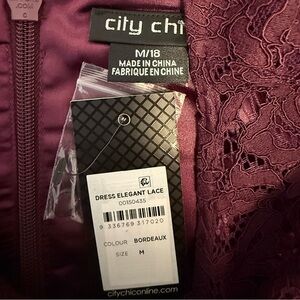 .COM
city chi
M/18
MADE IN CHINA
FABRIQUE EN CHINE
DRESS ELEGANT LACE
00150435
9 336769 317020
COLOUR BORDEAUX
SIZE M
citychiconline.com